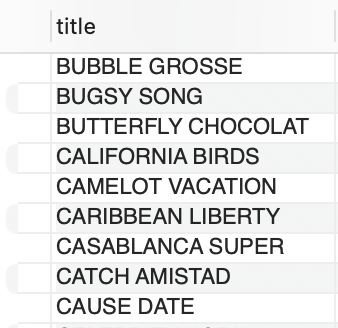 title
BUBBLE GROSSE
BUGSY SONG
BUTTERFLY CHOCOLAT
CALIFORNIA BIRDS
CAMELOT VACATION
CARIBBEAN LIBERTY
CASABLANCA SUPER
CATCH AMISTAD
CAUSE DATE